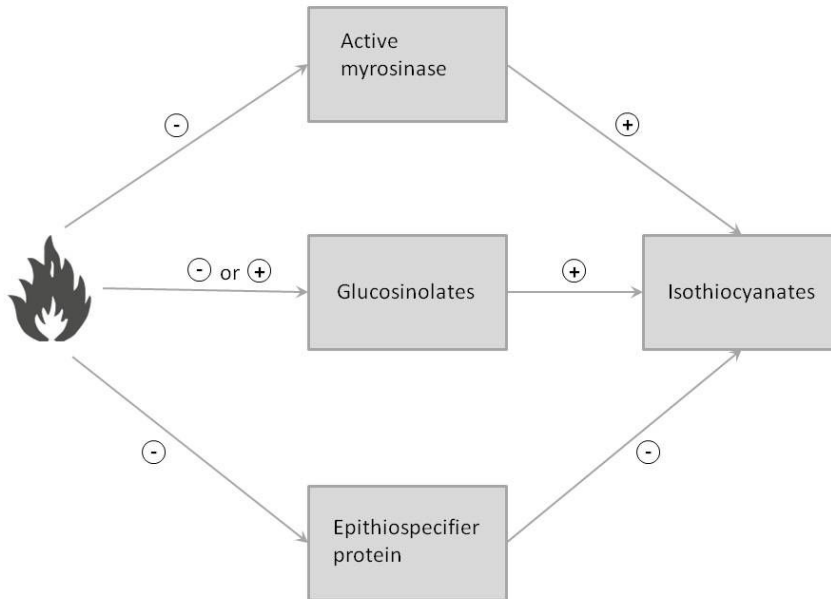 Active
myrosinase
-
+
- or +
Glucosinolates
+
Isothiocyanates
-
-
Epithiospecifier
protein